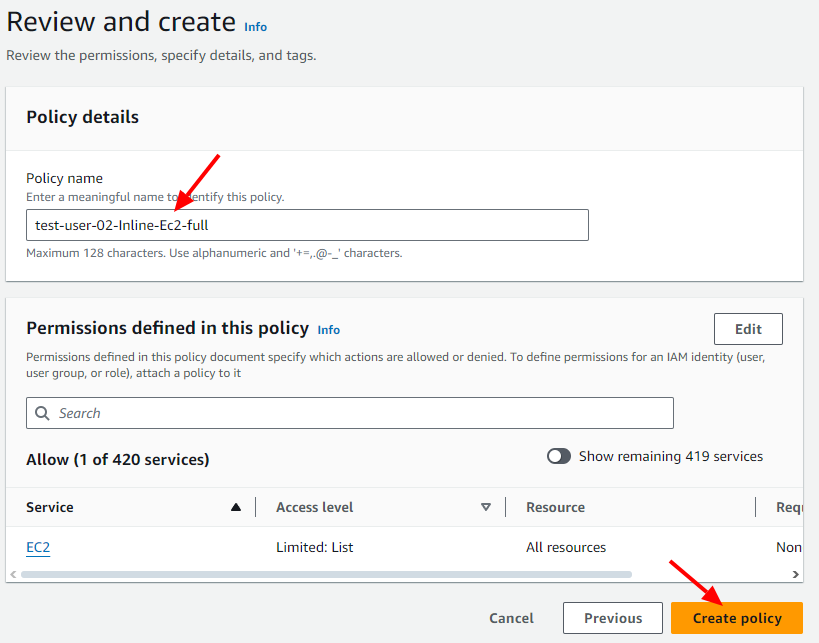 Review and create Info
Review the permissions, specify details, and tags.
Policy details
Policy name
Enter a meaningful name to identify this policy.
test-user-02-Inline-Ec2-full
Maximum 128 characters. Use alphanumeric and '+=,.@-_' characters.
Permissions defined in this policy Info
Edit
Permissions defined in this policy document specify which actions are allowed or denied. To define permissions for an IAM identity (user,
user group, or role), attach a policy to it
Search
Allow (1 of 420 services)
Show remaining 419 services
Service Access level Resource Requ
EC2 Limited: List All resources Non
Cancel Previous Create policy